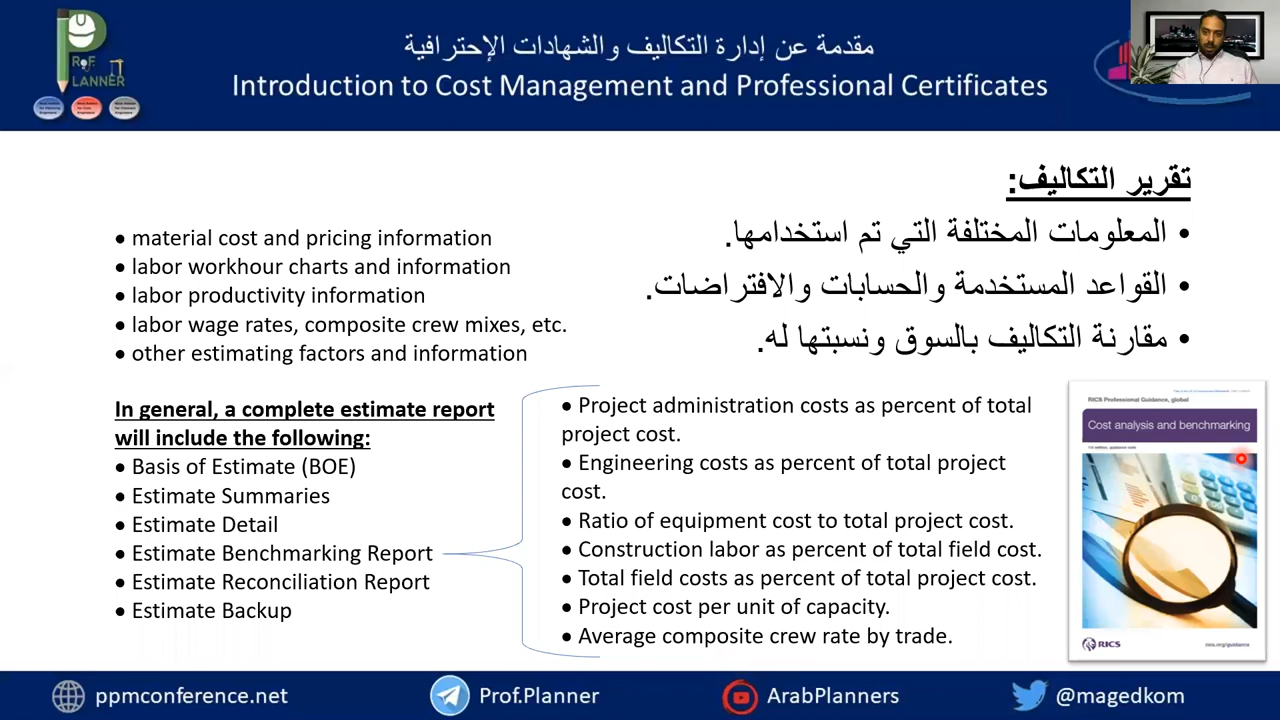 PROF.
PLANNER
مقدمة عن إدارة التكاليف والشهادات الإحترافية
Introduction to Cost Management and Professional Certificates
تقرير التكاليف:
• المعلومات المختلفة التي تم استخدامها.
• القواعد المستخدمة والحسابات والافتراضات.
• مقارنة التكاليف بالسوق ونسبتها له.
• material cost and pricing information
• labor workhour charts and information
• labor productivity information
• labor wage rates, composite crew mixes, etc.
• other estimating factors and information
In general, a complete estimate report
will include the following:
• Basis of Estimate (BOE)
• Estimate Summaries
• Estimate Detail
• Estimate Benchmarking Report
• Estimate Reconciliation Report
• Estimate Backup
• Project administration costs as percent of total
project cost.
• Engineering costs as percent of total project
cost.
• Ratio of equipment cost to total project cost.
• Construction labor as percent of total field cost.
• Total field costs as percent of total project cost.
• Project cost per unit of capacity.
• Average composite crew rate by trade.
RICS Professional Guidance, global
Cost analysis and benchmarking
RICS
rics.org/guidance
ppmconference.net
Prof.Planner
ArabPlanners
@magedkom